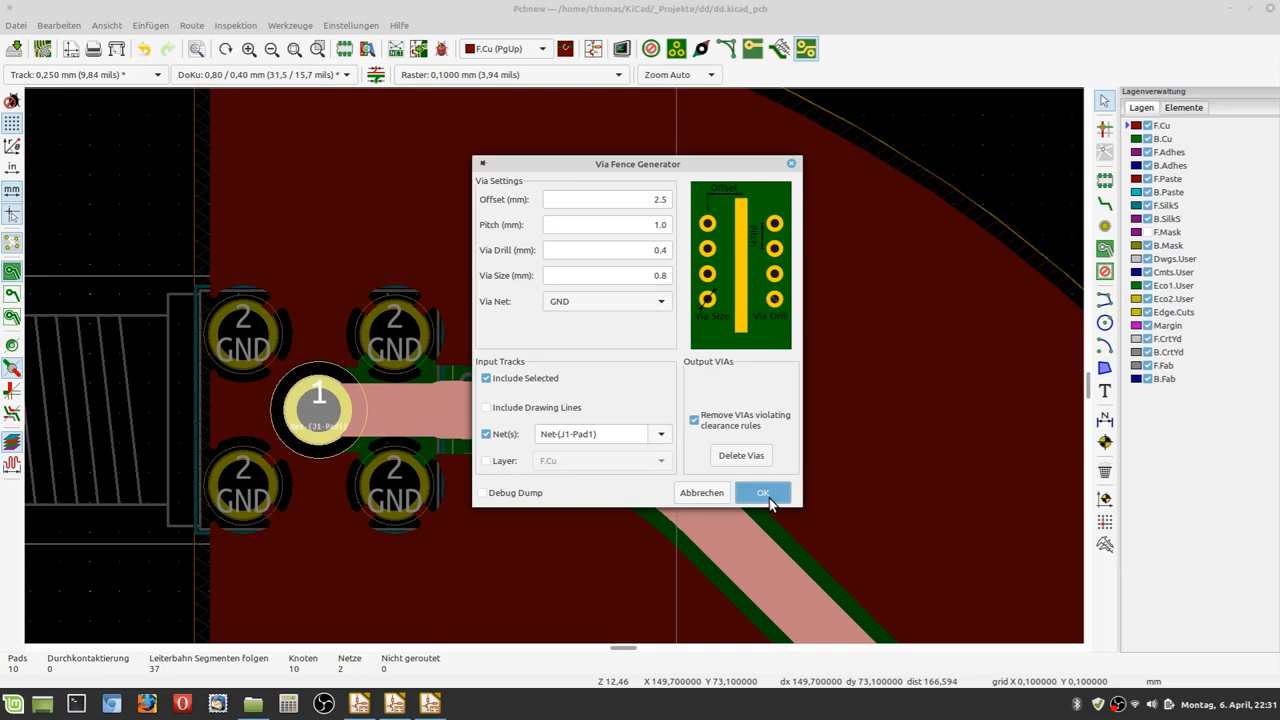 Pcbnew — /home/thomas/KiCad/_Projekte/dd/dd.kicad_pcb
Datei Bearbeiten Ansicht Einfügen Route Inspektion Werkzeuge Einstellungen Hilfe
F.Cu (PgUp)
Track: 0,250 mm (9,84 mils) * DoKu: 0,80 / 0,40 mm (31,5 / 15,7 mils) * Raster: 0,1000 mm (3,94 mils) Zoom Auto
in
mm
2
GND
2
GND
1
2
GND
2
GND
Via Fence Generator
Via Settings
Offset (mm): 2.5
Pitch (mm): 1.0
Via Drill (mm): 0.4
Via Size (mm): 0.8
Via Net: GND
Offset
Pitch
Via Size Via Drill
Input Tracks
Include Selected
Include Drawing Lines
Net(s): Net-(J1-Pad1)
Layer: F.Cu
Output VIAs
Remove VIAs violating
clearance rules
Delete Vias
Debug Dump Abbrechen OK
Lagenverwaltung
Lagen Elemente
F.Cu
B.Cu
F.Adhes
B.Adhes
F.Paste
B.Paste
F.SilkS
B.SilkS
F.Mask
B.Mask
Dwgs.User
Cmts.User
Eco1.User
Eco2.User
Edge.Cuts
Margin
F.CrtYd
B.CrtYd
F.Fab
B.Fab
Pads Durchkontaktierung Leiterbahn Segmenten folgen Knoten Netze Nicht geroutet
10 0 37 10 2 0
Z 12,46 X 149,700000 Y 73,100000 dx 149,700000 dy 73,100000 dist 166,594 grid X 0,100000 Y 0,100000 mm
Montag, 6. April, 22:31